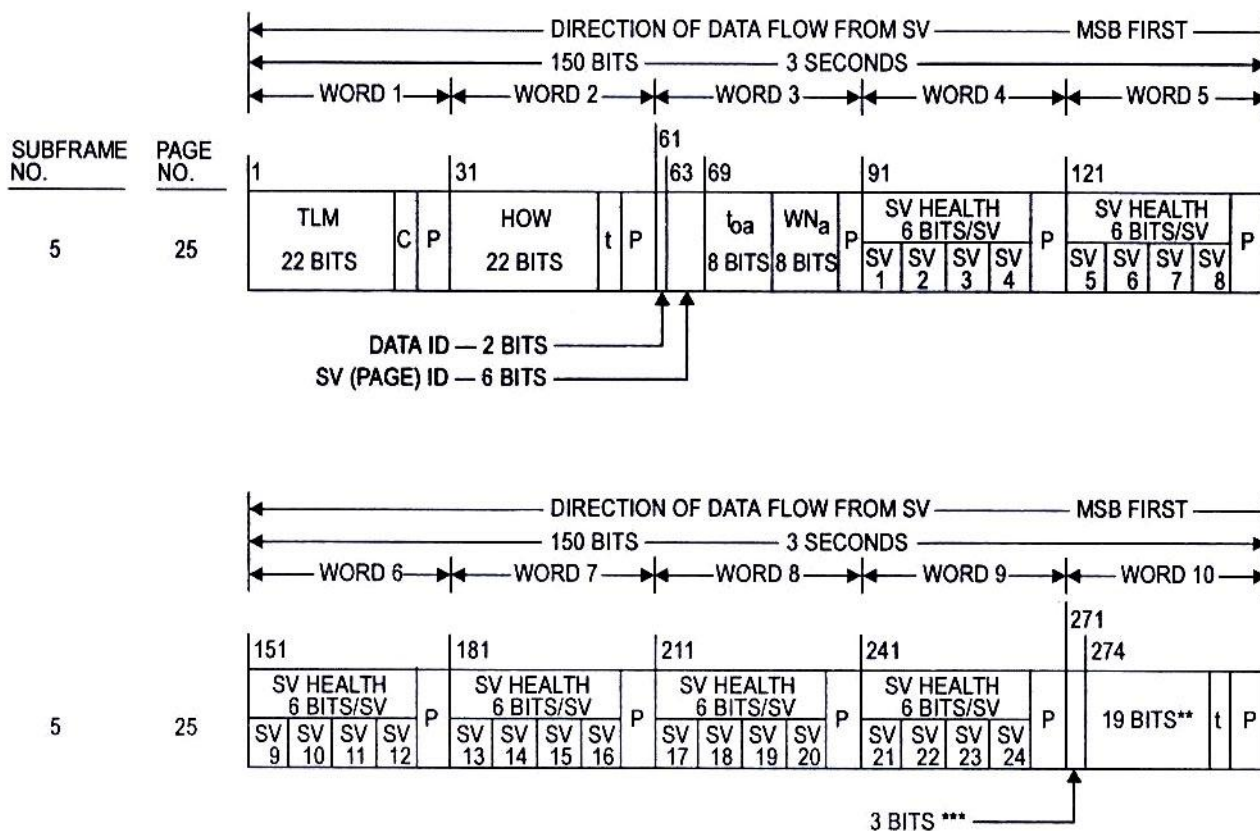 DIRECTION OF DATA FLOW FROM SV MSB FIRST
150 BITS 3 SECONDS
WORD 1 WORD 2 WORD 3 WORD 4 WORD 5
SUBFRAME NO. PAGE NO.
1 31 61 63 69 91 121
5 25
TLM 22 BITS C P
HOW 22 BITS t P
toa 8 BITS WNa 8 BITS P
SV HEALTH 6 BITS/SV P
SV 1 SV 2 SV 3 SV 4
SV HEALTH 6 BITS/SV P
SV 5 SV 6 SV 7 SV 8
DATA ID — 2 BITS
SV (PAGE) ID — 6 BITS
DIRECTION OF DATA FLOW FROM SV MSB FIRST
150 BITS 3 SECONDS
WORD 6 WORD 7 WORD 8 WORD 9 WORD 10
151 181 211 241 271 274
5 25
SV HEALTH 6 BITS/SV P
SV 9 SV 10 SV 11 SV 12
SV HEALTH 6 BITS/SV P
SV 13 SV 14 SV 15 SV 16
SV HEALTH 6 BITS/SV P
SV 17 SV 18 SV 19 SV 20
SV HEALTH 6 BITS/SV P
SV 21 SV 22 SV 23 SV 24
19 BITS** t P
3 BITS ***